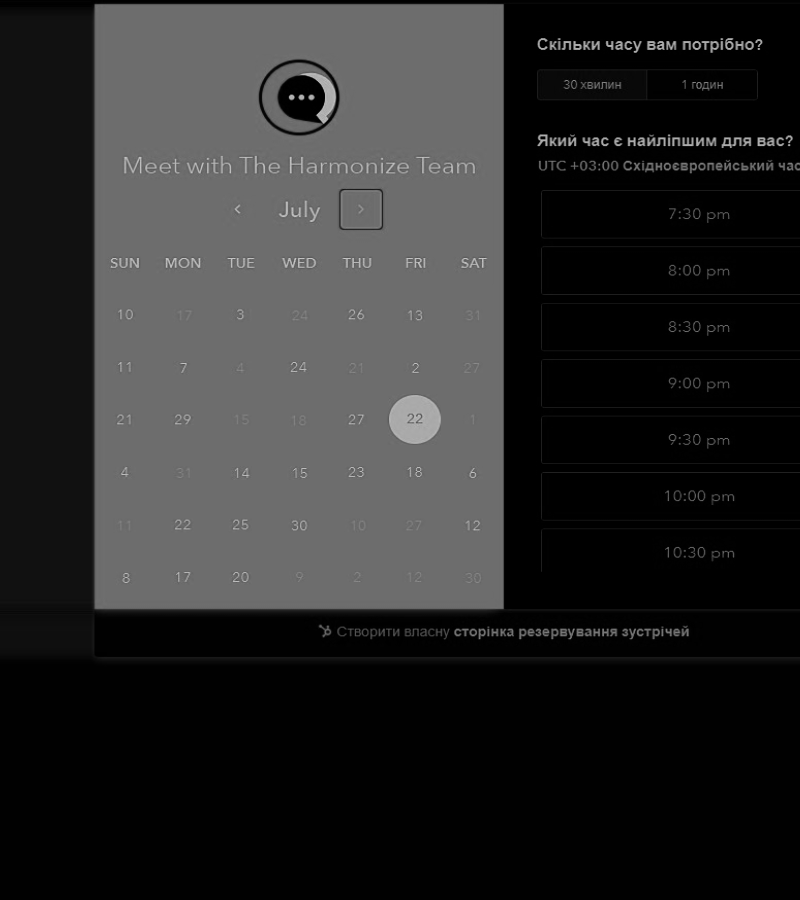 Meet with The Harmonize Team
July
SUN MON TUE WED THU FRI SAT
10 17 3 24 26 13 31
11 7 4 24 21 2 27
21 29 15 18 27 22 1
4 31 14 15 23 18 6
11 22 25 30 10 27 12
8 17 20 9 2 12 30
Скільки часу вам потрібно?
30 хвилин 1 годин
Який час є найліпшим для вас?
UTC +03:00 Східноєвропейський час
7:30 pm
8:00 pm
8:30 pm
9:00 pm
9:30 pm
10:00 pm
10:30 pm
Створити власну сторінка резервування зустрічей